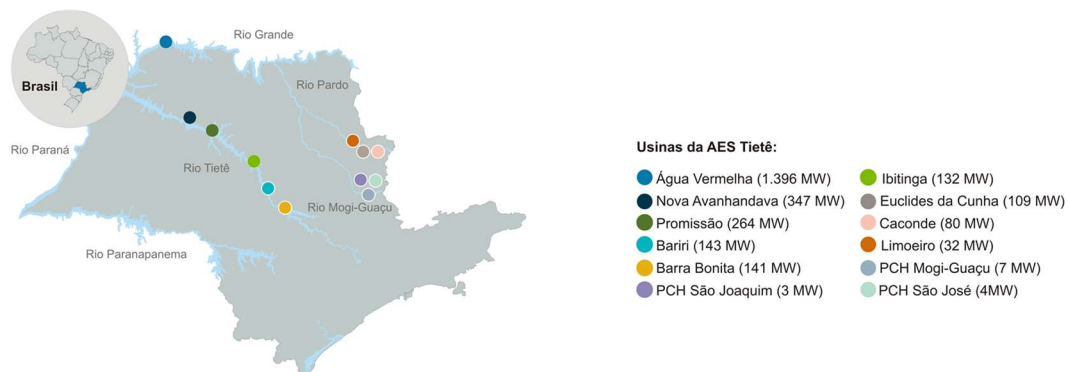 Rio Grande
Brasil
Rio Pardo
Rio Paraná
Rio Tietê
Rio Mogi-Guaçu
Rio Paranapanema
Usinas da AES Tietê:
Água Vermelha (1.396 MW)
Nova Avanhandava (347 MW)
Promissão (264 MW)
Bariri (143 MW)
Barra Bonita (141 MW)
PCH São Joaquim (3 MW)
Ibitinga (132 MW)
Euclides da Cunha (109 MW)
Caconde (80 MW)
Limoeiro (32 MW)
PCH Mogi-Guaçu (7 MW)
PCH São José (4MW)